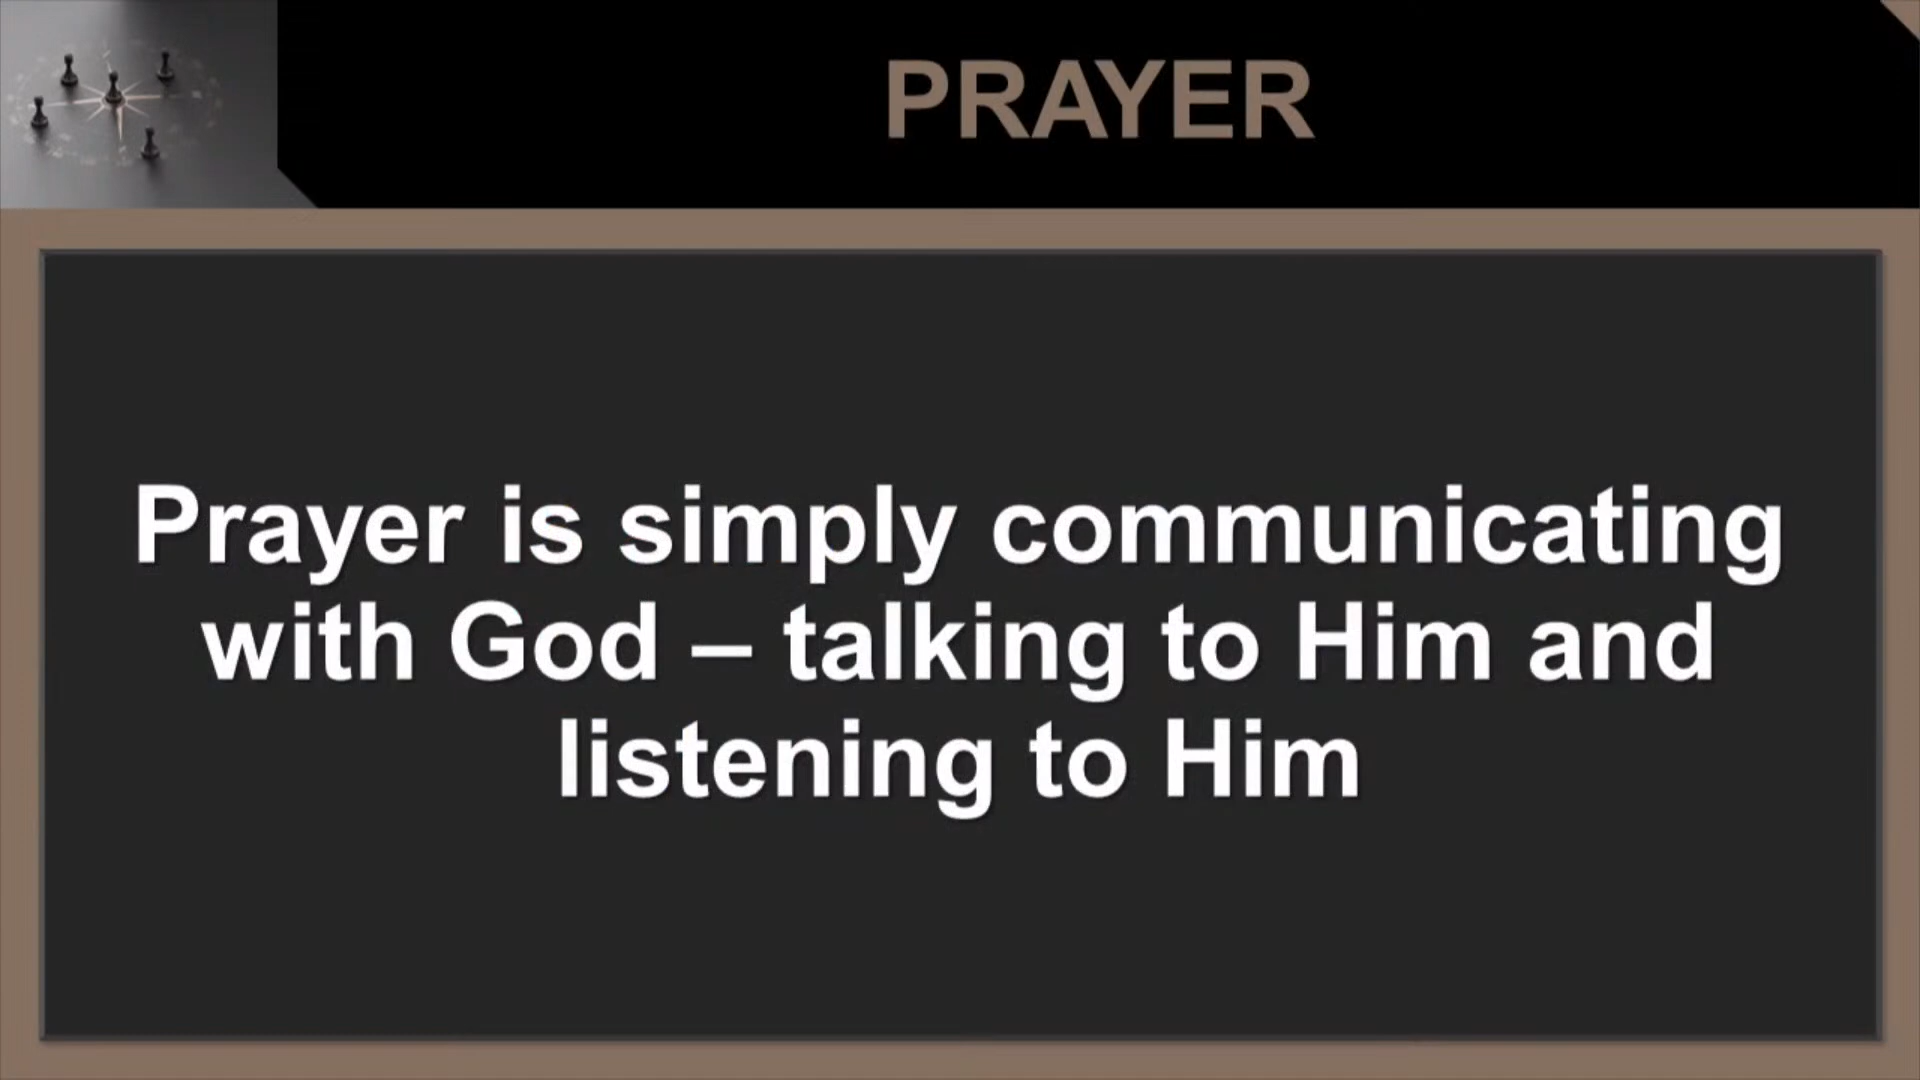 PRAYER
Prayer is simply communicating
with God – talking to Him and
listening to Him